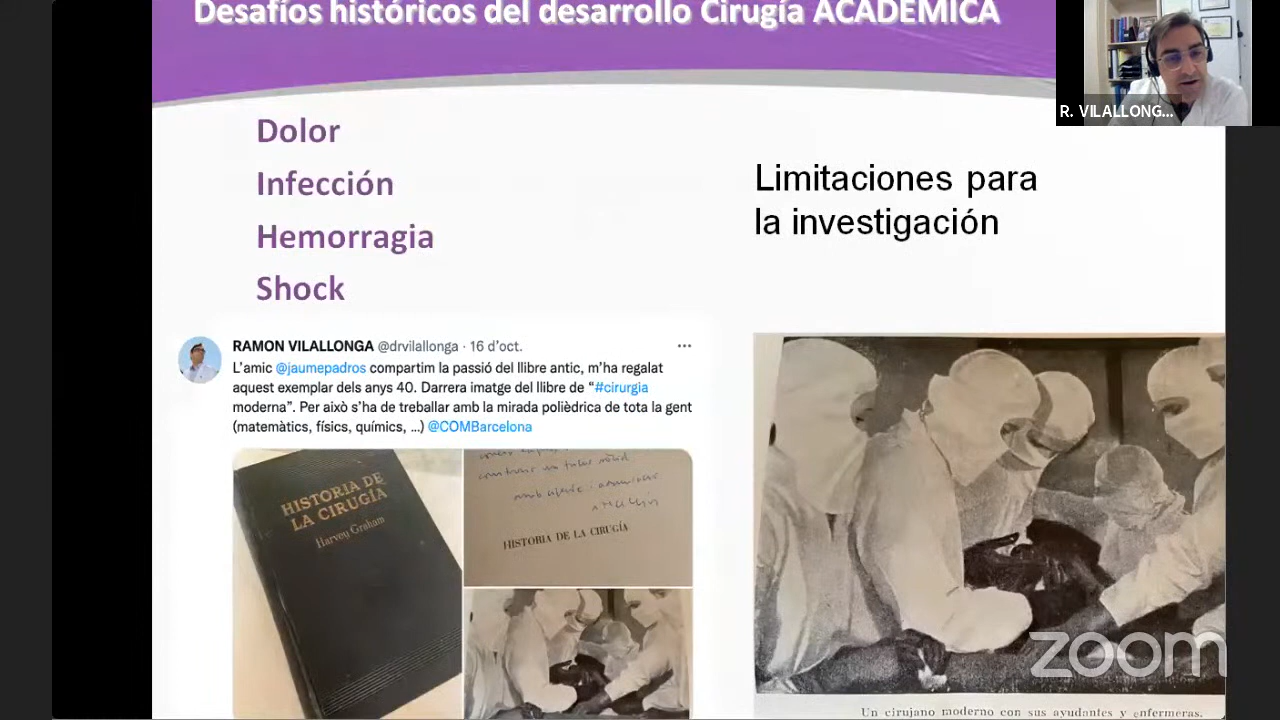 Desafíos históricos del desarrollo Cirugía ACADÉMICA
R. VILALLONG...
Dolor
Infección
Hemorragia
Shock
Limitaciones para
la investigación
RAMON VILALLONGA @drvilallonga · 16 d'oct. ...
L'amic @jaumepadros compartim la passió del llibre antic, m'ha regalat
aquest exemplar dels anys 40. Darrera imatge del llibre de "#cirurgia
moderna". Per això s'ha de treballar amb la mirada polièdrica de tota la gent
(matemàtics, físics, químics, ...) @COMBarcelona
HISTORIA DE
LA CIRUGÍA
Harvey Graham
HISTORIA DE LA CIRUGÍA
zoom
Un cirujano moderno con sus ayudantes y enfermeras.